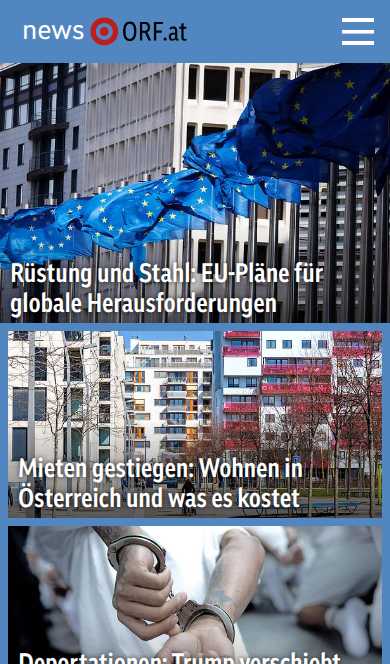 news ORF.at
Rüstung und Stahl: EU-Pläne für
globale Herausforderungen
Mieten gestiegen: Wohnen in
Österreich und was es kostet
Deportationen: Trump verschiebt